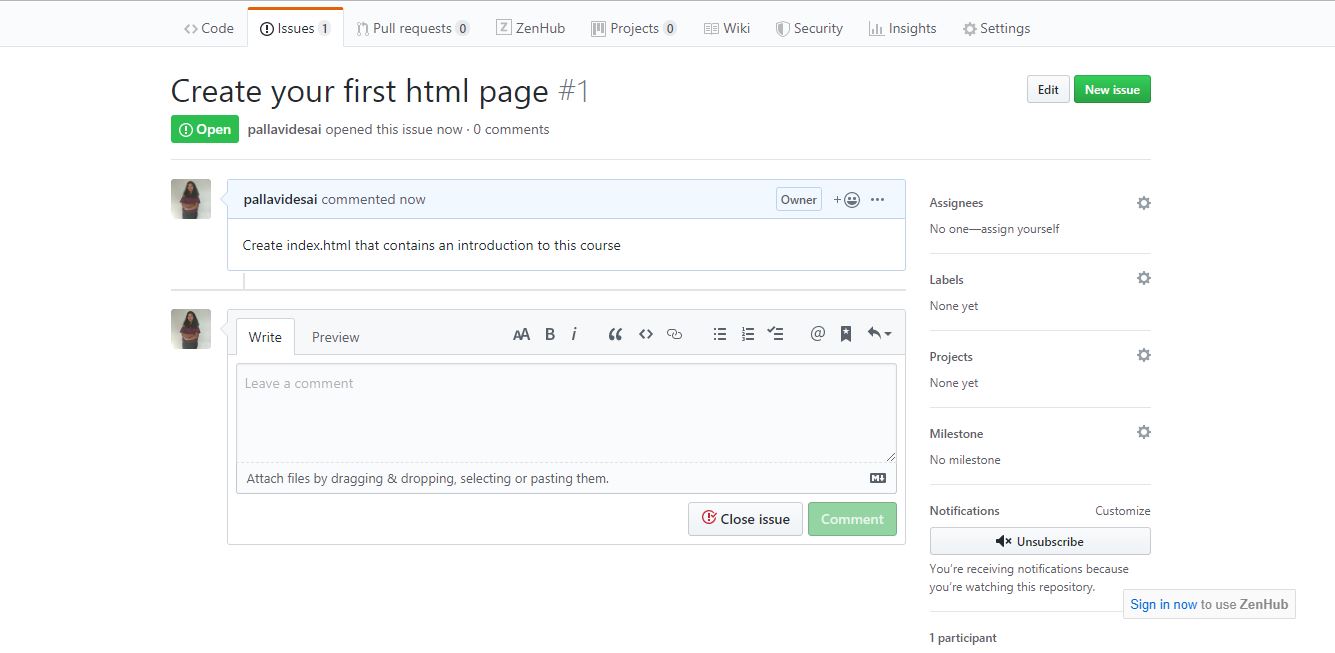 Code Issues 1 Pull requests 0 ZenHub Projects 0 Wiki Security Insights Settings
Create your first html page #1
Edit New issue
Open pallavidesai opened this issue now · 0 comments
pallavidesai commented now Owner
Create index.html that contains an introduction to this course
Write Preview
Leave a comment
Attach files by dragging & dropping, selecting or pasting them.
Close issue Comment
Assignees
No one—assign yourself
Labels
None yet
Projects
None yet
Milestone
No milestone
Notifications Customize
Unsubscribe
You’re receiving notifications because
you’re watching this repository.
Sign in now to use ZenHub
1 participant